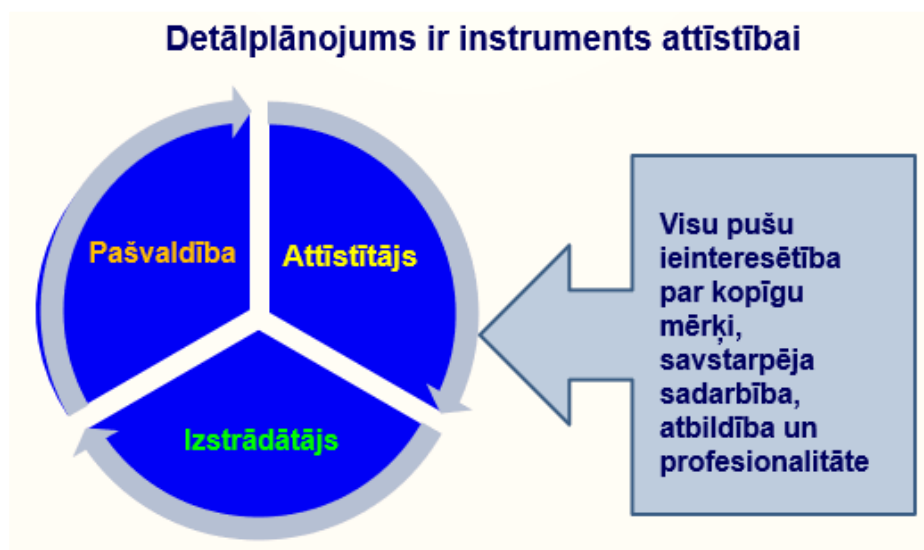 Detālplānojums ir instruments attīstībai
Pašvaldība
Attīstītājs
Izstrādātājs
Visu pušu
ieinteresētība
par kopīgu
mērķi,
savstarpēja
sadarbība,
atbildība un
profesionalitāte